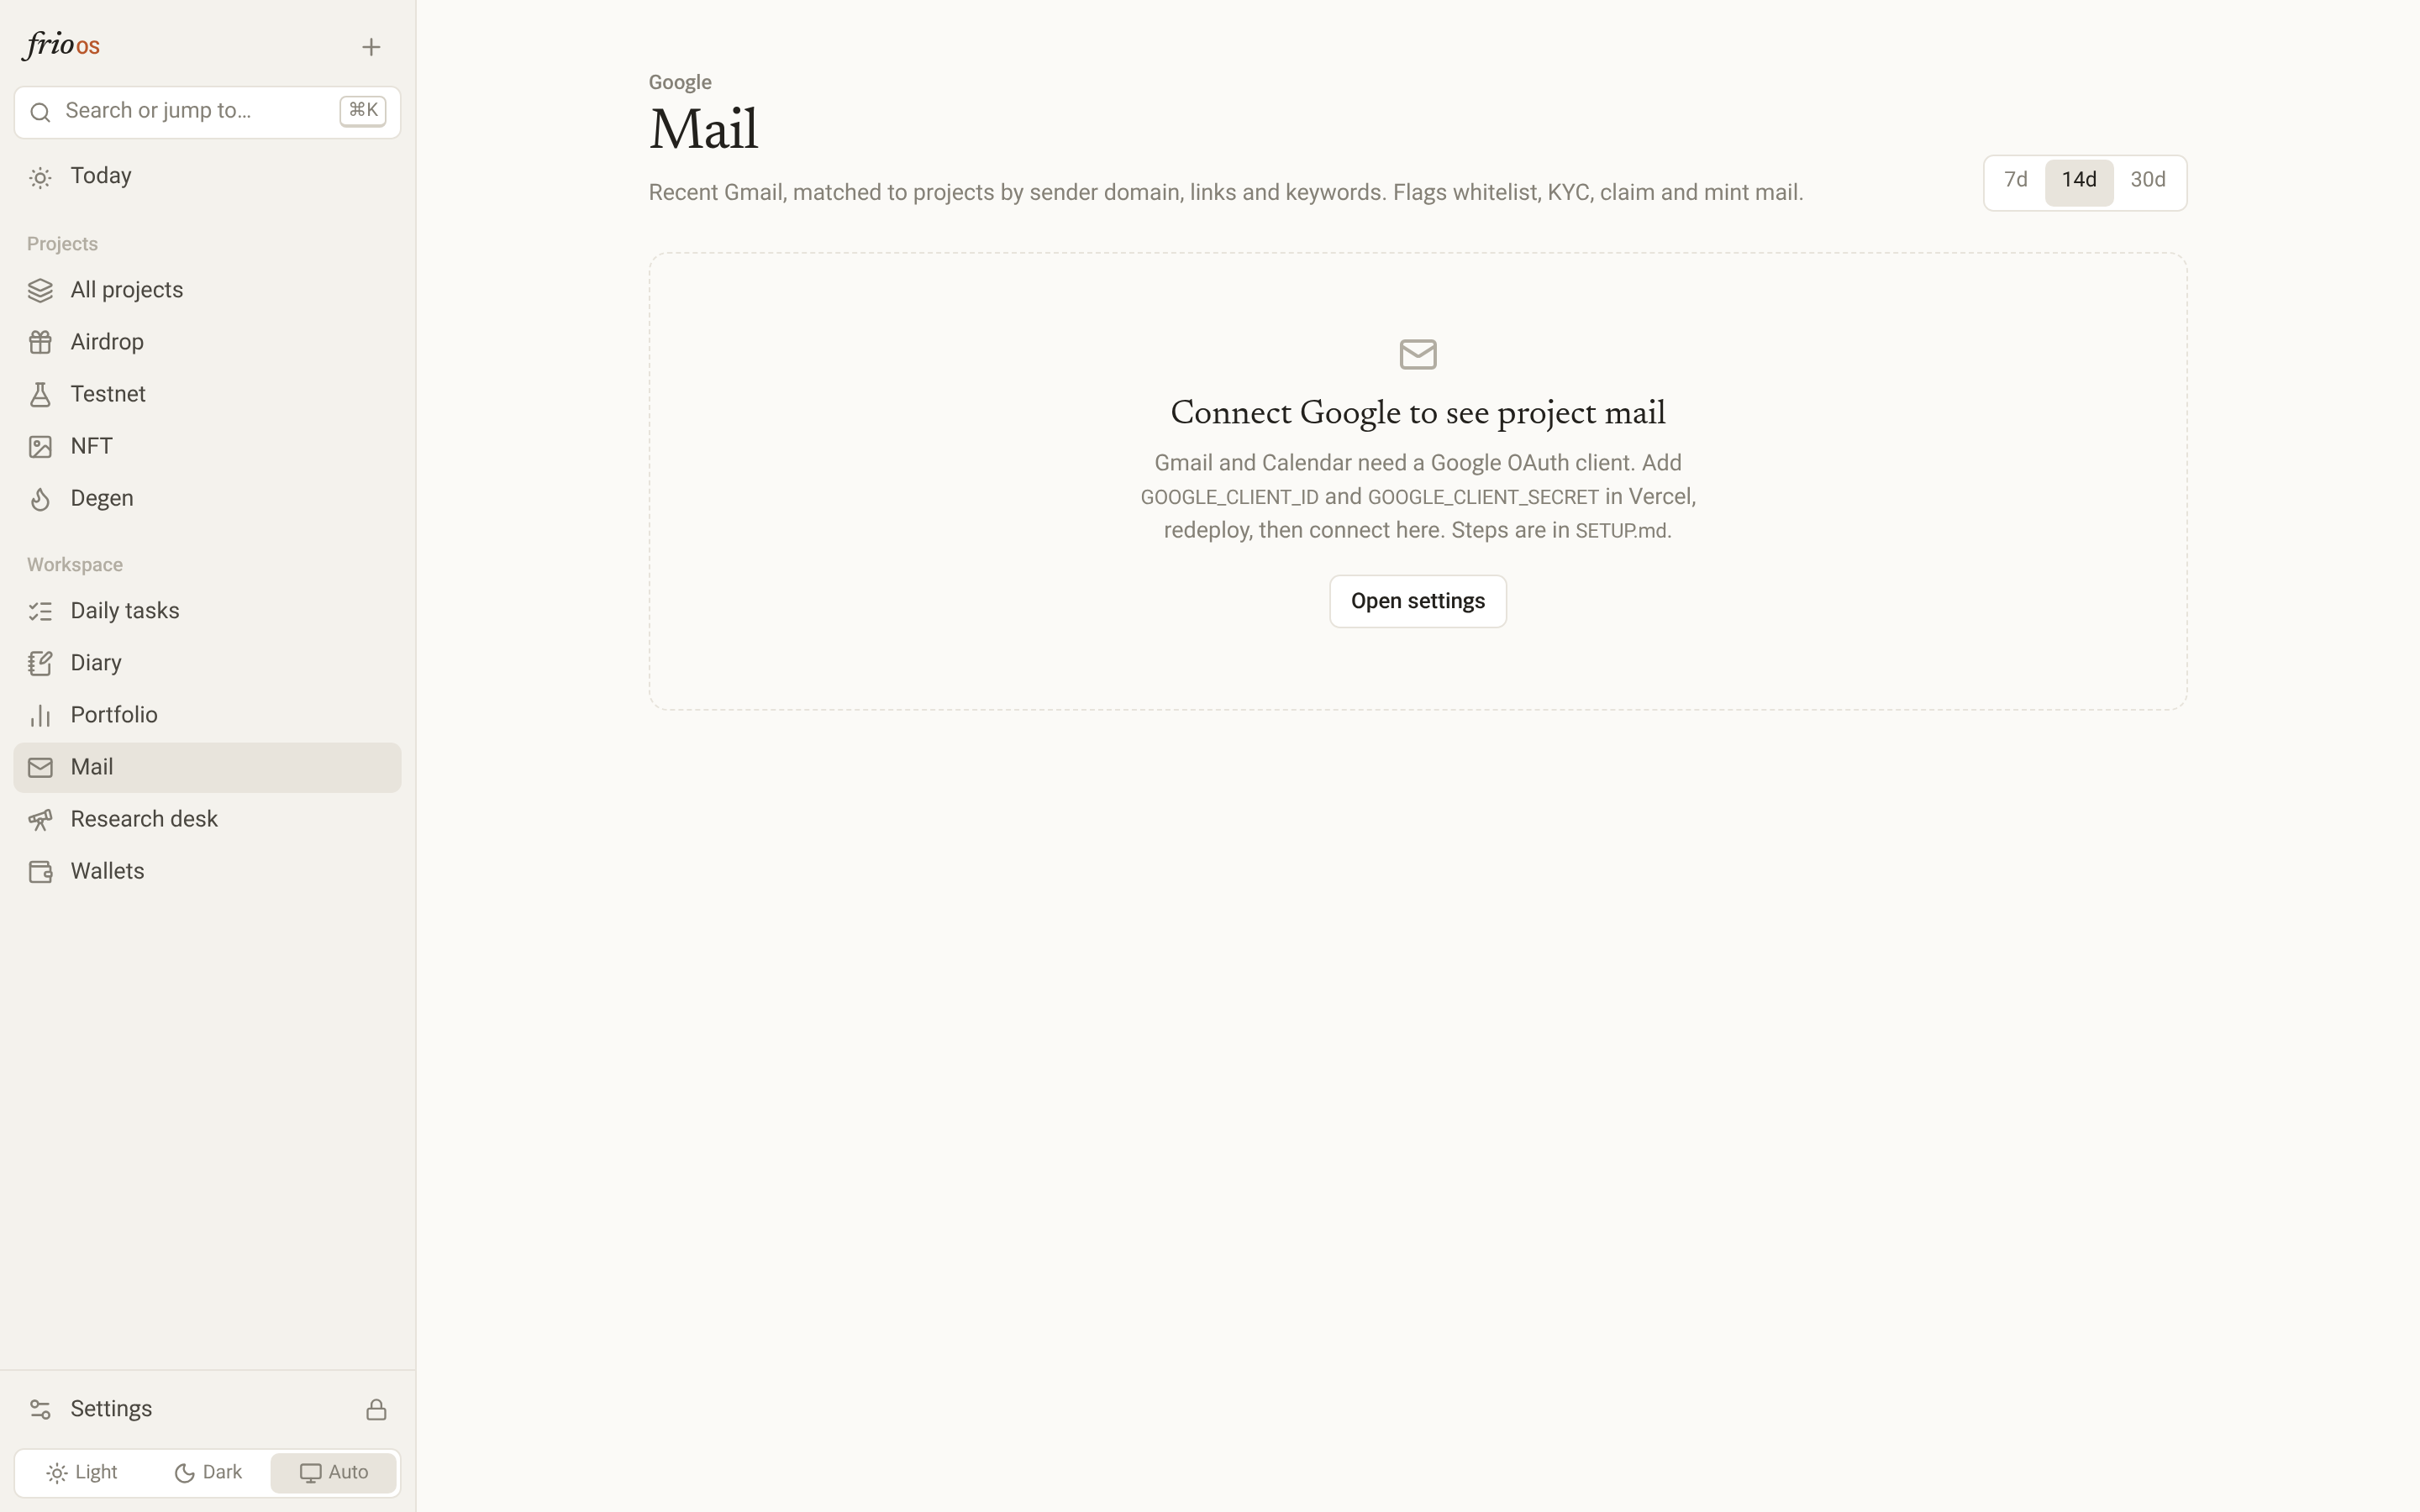 frio os
Search or jump to...
⌘K
Today
Projects
All projects
Airdrop
Testnet
NFT
Degen
Workspace
Daily tasks
Diary
Portfolio
Mail
Research desk
Wallets
Settings
Light
Dark
Auto
Google
Mail
Recent Gmail, matched to projects by sender domain, links and keywords. Flags whitelist, KYC, claim and mint mail.
7d
14d
30d
Connect Google to see project mail
Gmail and Calendar need a Google OAuth client. Add
GOOGLE_CLIENT_ID and GOOGLE_CLIENT_SECRET in Vercel,
redeploy, then connect here. Steps are in SETUP.md.
Open settings